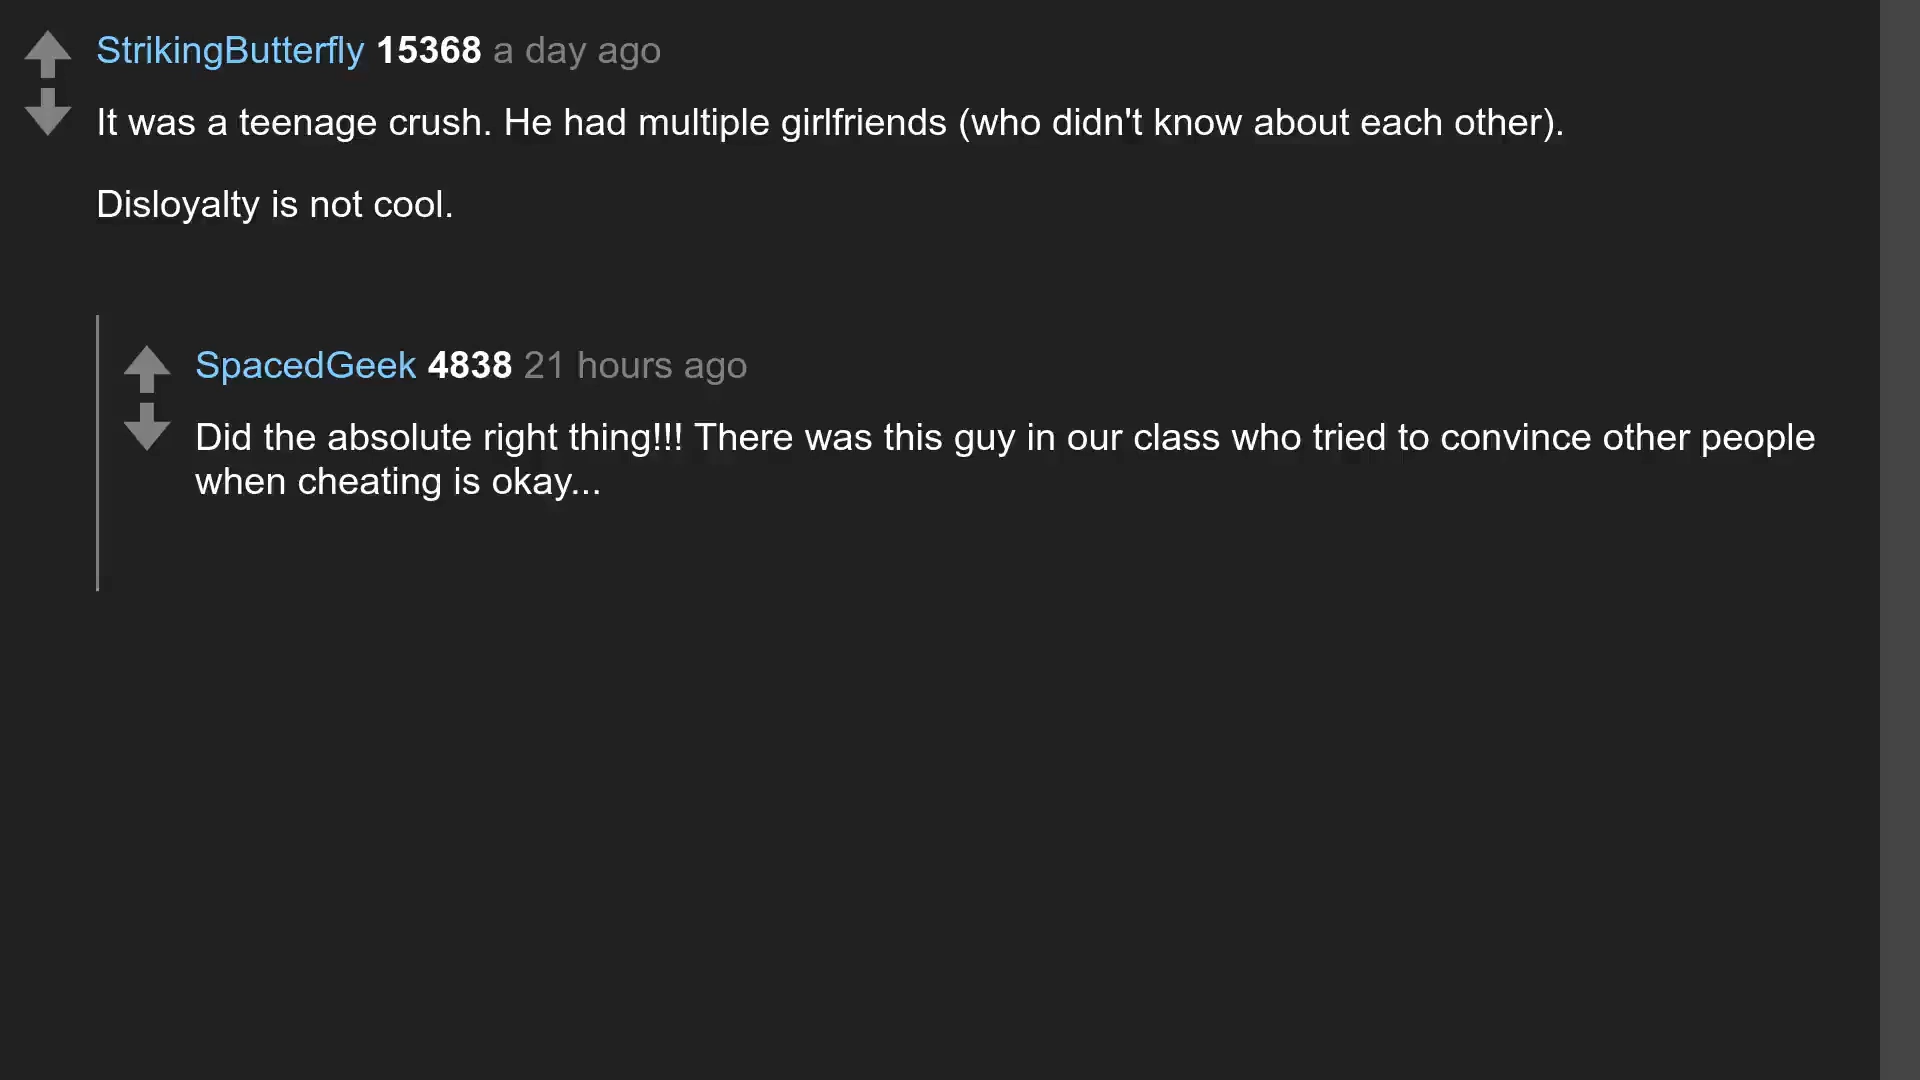 StrikingButterfly 15368 a day ago
It was a teenage crush. He had multiple girlfriends (who didn't know about each other).
Disloyalty is not cool.
SpacedGeek 4838 21 hours ago
Did the absolute right thing!!! There was this guy in our class who tried to convince other people
when cheating is okay...